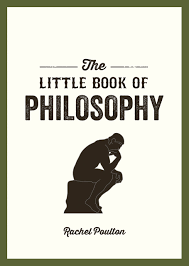 The
LITTLE BOOK OF
PHILOSOPHY
Rachel Poulton